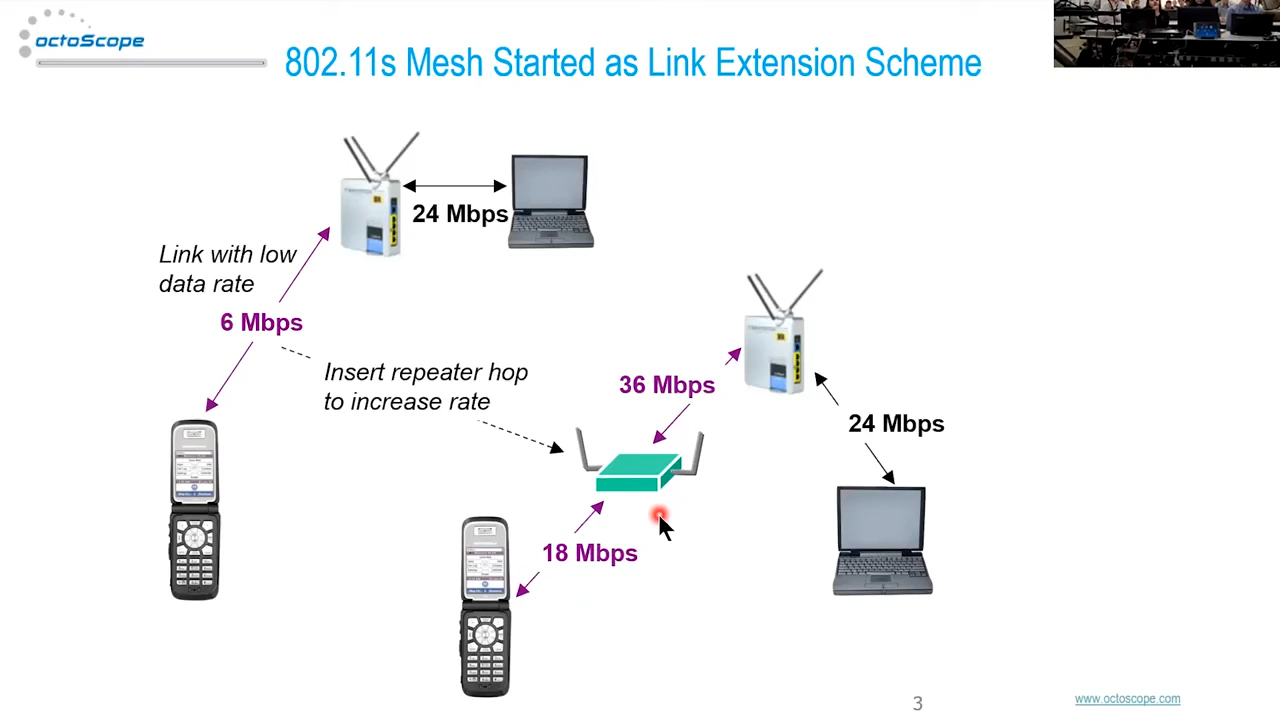 octoScope
802.11s Mesh Started as Link Extension Scheme
24 Mbps
Link with low
data rate
6 Mbps
Insert repeater hop
to increase rate
36 Mbps
24 Mbps
18 Mbps
3
www.octoscope.com